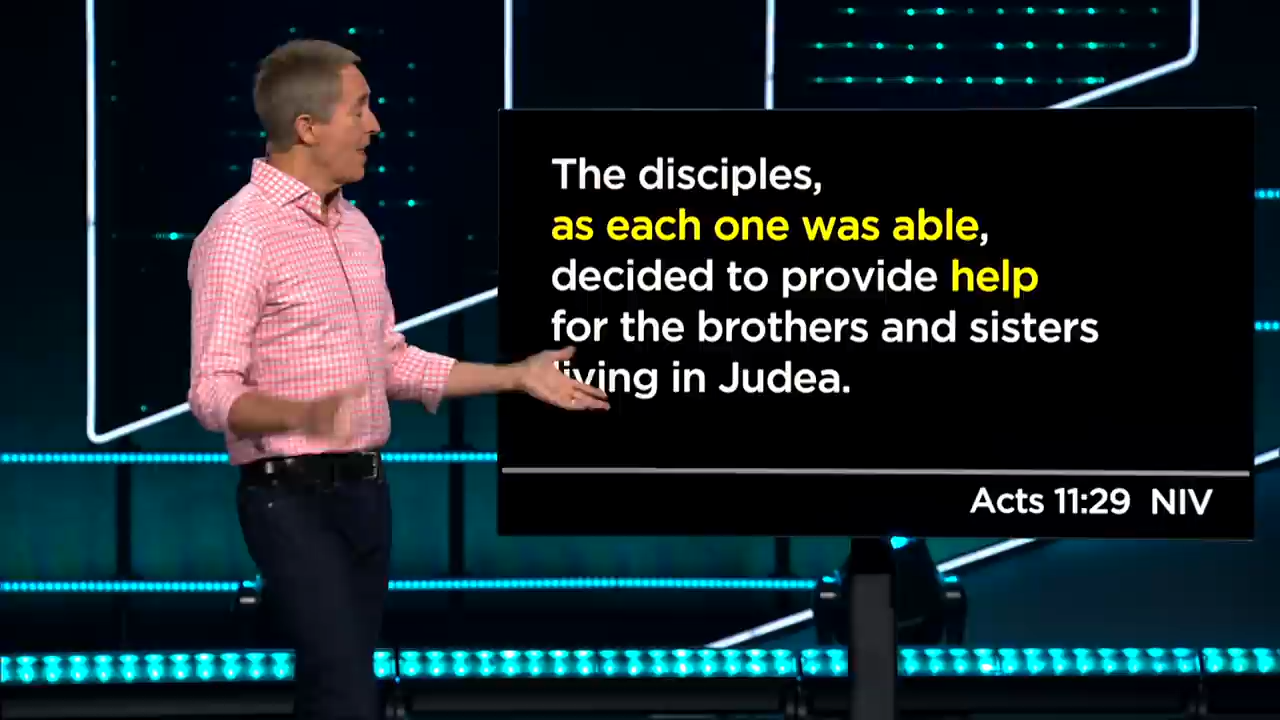 The disciples,
as each one was able,
decided to provide help
for the brothers and sisters
living in Judea.
Acts 11:29 NIV